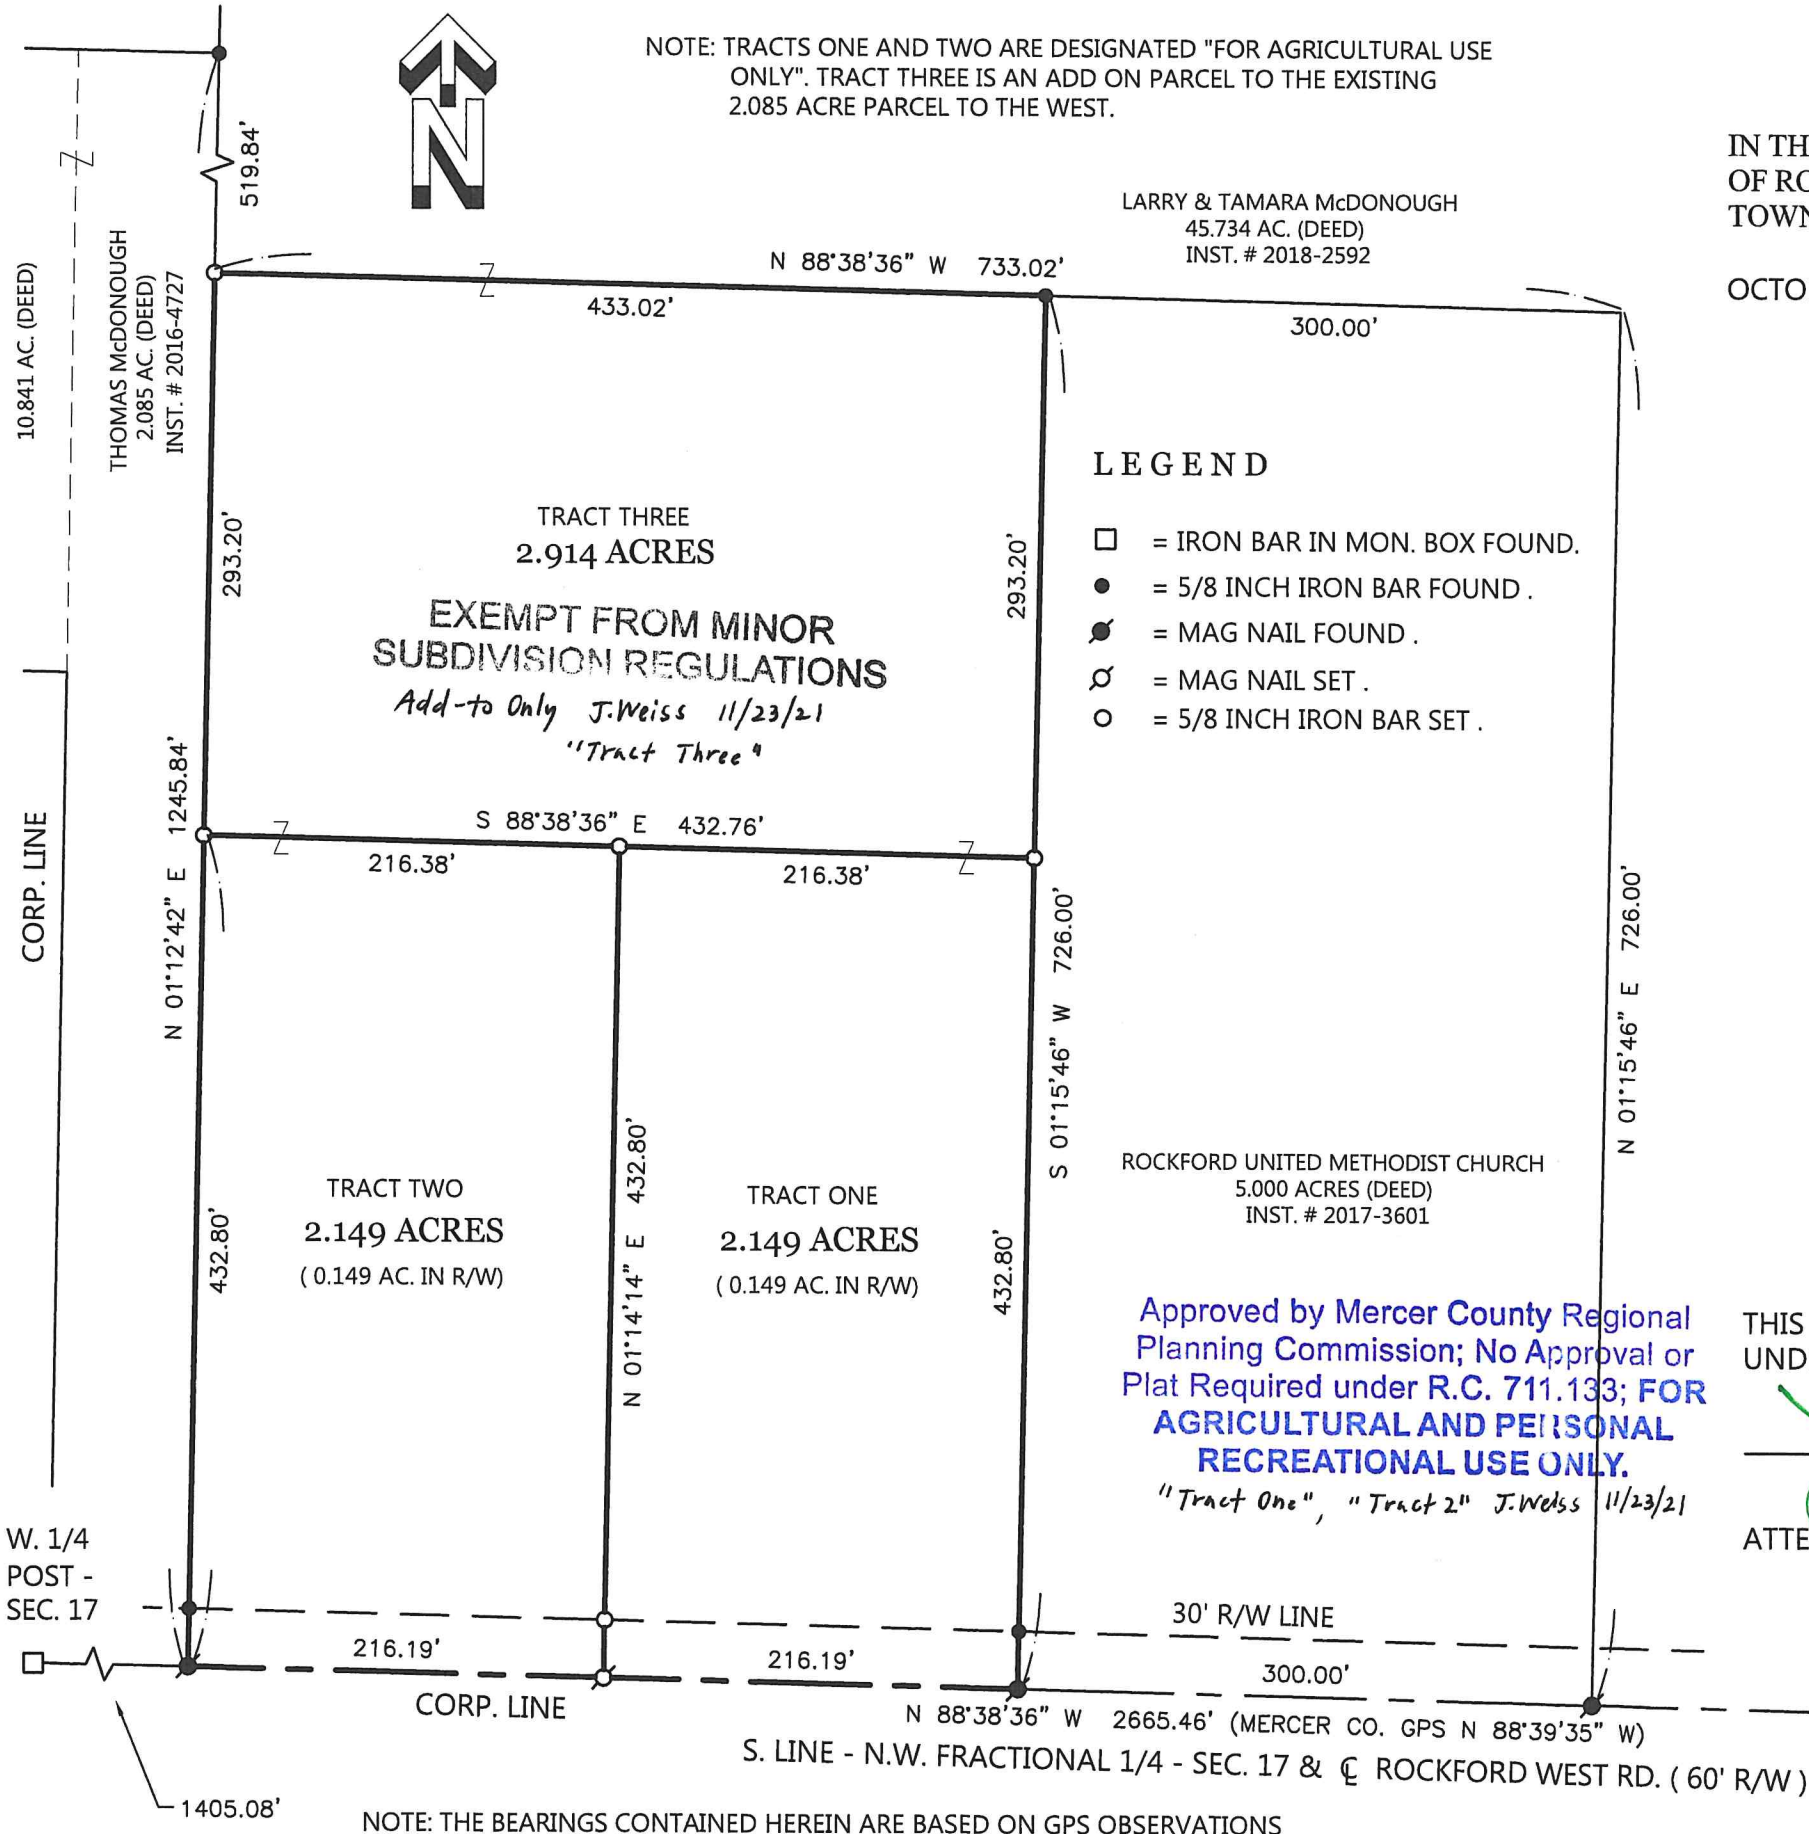 NOTE: TRACTS ONE AND TWO ARE DESIGNATED "FOR AGRICULTURAL USE
ONLY". TRACT THREE IS AN ADD ON PARCEL TO THE EXISTING
2.085 ACRE PARCEL TO THE WEST.
N
519.84'
IN TH
OF RO
TOWN
OCTO
LARRY & TAMARA McDONOUGH
45.734 AC. (DEED)
INST. # 2018-2592
10.841 AC. (DEED)
THOMAS McDONOUGH
2.085 AC. (DEED)
INST. # 2016-4727
N 88°38'36" W 733.02'
433.02'
300.00'
293.20'
TRACT THREE
2.914 ACRES
EXEMPT FROM MINOR
SUBDIVISION REGULATIONS
Add-to Only J.Weiss 11/23/21
"Tract Three"
293.20'
LEGEND
= IRON BAR IN MON. BOX FOUND.
= 5/8 INCH IRON BAR FOUND .
= MAG NAIL FOUND .
= MAG NAIL SET .
= 5/8 INCH IRON BAR SET .
CORP. LINE
N 01°12'42" E 1245.84'
S 88°38'36" E 432.76'
216.38'
216.38'
S 01°15'46" W 726.00'
N 01°15'46" E 726.00'
432.80'
TRACT TWO
2.149 ACRES
( 0.149 AC. IN R/W)
N 01°14'14" E 432.80'
TRACT ONE
2.149 ACRES
( 0.149 AC. IN R/W)
432.80'
ROCKFORD UNITED METHODIST CHURCH
5.000 ACRES (DEED)
INST. # 2017-3601
Approved by Mercer County Regional
Planning Commission; No Approval or
Plat Required under R.C. 711.133; FOR
AGRICULTURAL AND PERSONAL
RECREATIONAL USE ONLY.
"Tract One", "Tract 2" J.Weiss 11/23/21
THIS
UND
ATTE
W. 1/4
POST -
SEC. 17
30' R/W LINE
216.19'
216.19'
300.00'
CORP. LINE
N 88°38'36" W 2665.46' (MERCER CO. GPS N 88°39'35" W)
S. LINE - N.W. FRACTIONAL 1/4 - SEC. 17 & ℄ ROCKFORD WEST RD. ( 60' R/W )
1405.08'
NOTE: THE BEARINGS CONTAINED HEREIN ARE BASED ON GPS OBSERVATIONS